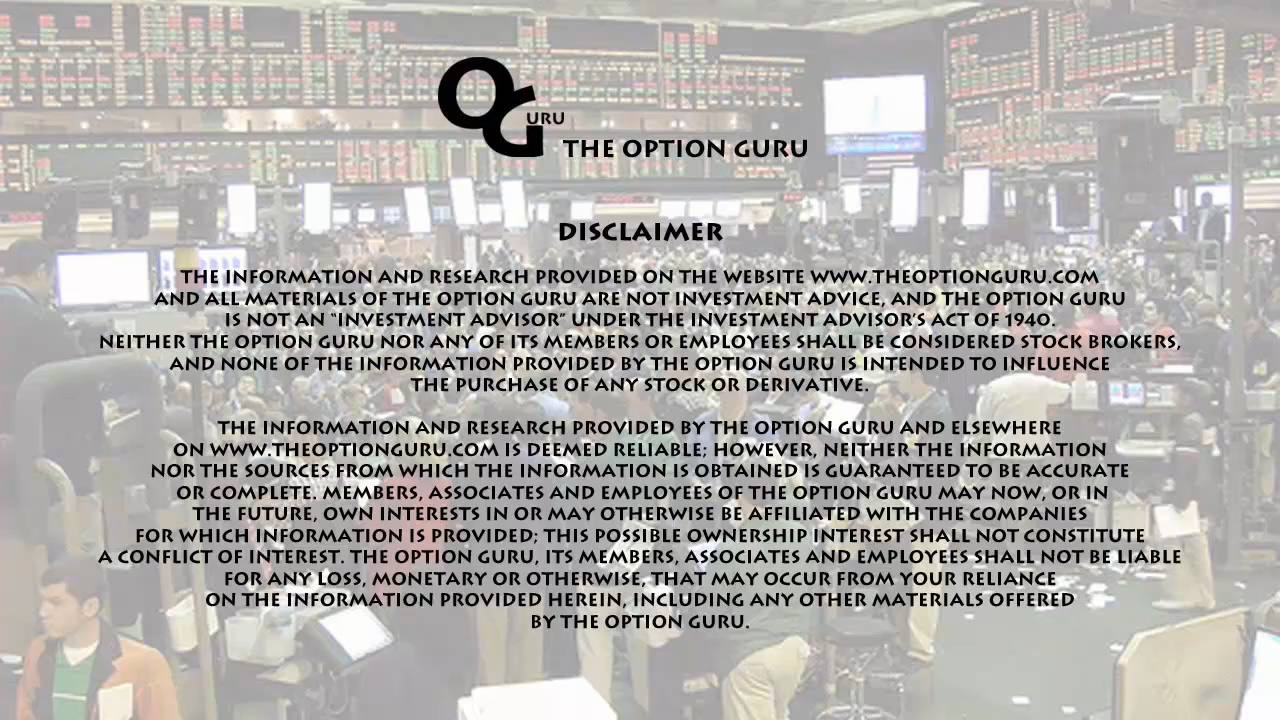 OG URU
THE OPTION GURU
DISCLAIMER
THE INFORMATION AND RESEARCH PROVIDED ON THE WEBSITE WWW.THEOPTIONGURU.COM
AND ALL MATERIALS OF THE OPTION GURU ARE NOT INVESTMENT ADVICE, AND THE OPTION GURU
IS NOT AN “INVESTMENT ADVISOR” UNDER THE INVESTMENT ADVISOR’S ACT OF 1940.
NEITHER THE OPTION GURU NOR ANY OF ITS MEMBERS OR EMPLOYEES SHALL BE CONSIDERED STOCK BROKERS,
AND NONE OF THE INFORMATION PROVIDED BY THE OPTION GURU IS INTENDED TO INFLUENCE
THE PURCHASE OF ANY STOCK OR DERIVATIVE.
THE INFORMATION AND RESEARCH PROVIDED BY THE OPTION GURU AND ELSEWHERE
ON WWW.THEOPTIONGURU.COM IS DEEMED RELIABLE; HOWEVER, NEITHER THE INFORMATION
NOR THE SOURCES FROM WHICH THE INFORMATION IS OBTAINED IS GUARANTEED TO BE ACCURATE
OR COMPLETE. MEMBERS, ASSOCIATES AND EMPLOYEES OF THE OPTION GURU MAY NOW, OR IN
THE FUTURE, OWN INTERESTS IN OR MAY OTHERWISE BE AFFILIATED WITH THE COMPANIES
FOR WHICH INFORMATION IS PROVIDED; THIS POSSIBLE OWNERSHIP INTEREST SHALL NOT CONSTITUTE
A CONFLICT OF INTEREST. THE OPTION GURU, ITS MEMBERS, ASSOCIATES AND EMPLOYEES SHALL NOT BE LIABLE
FOR ANY LOSS, MONETARY OR OTHERWISE, THAT MAY OCCUR FROM YOUR RELIANCE
ON THE INFORMATION PROVIDED HEREIN, INCLUDING ANY OTHER MATERIALS OFFERED
BY THE OPTION GURU.